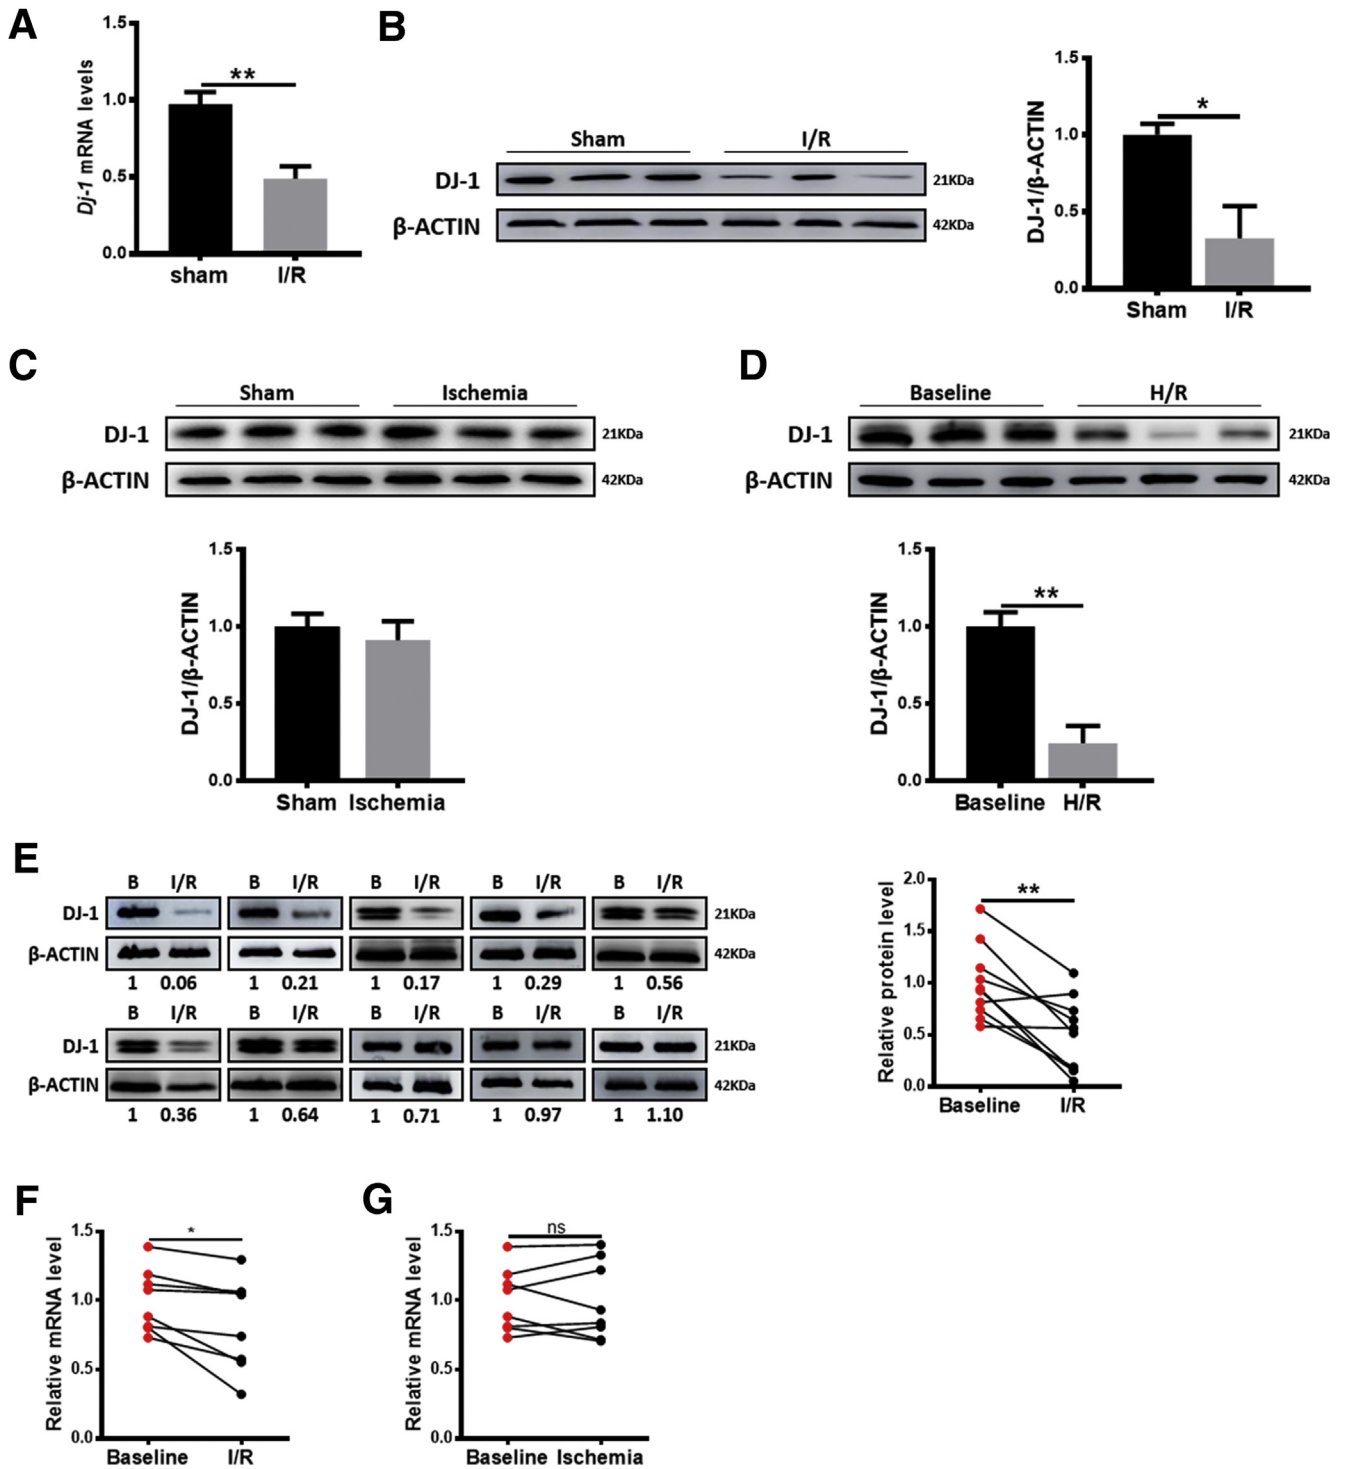 A
1.5
1.0
0.5
0.0
Dj-1 mRNA levels
**
sham I/R
B
Sham I/R
DJ-1 21KDa
β-ACTIN 42KDa
1.5
1.0
0.5
0.0
DJ-1/β-ACTIN
*
Sham I/R
C
Sham Ischemia
DJ-1 21KDa
β-ACTIN 42KDa
1.5
1.0
0.5
0.0
DJ-1/β-ACTIN
Sham Ischemia
D
Baseline H/R
DJ-1 21KDa
β-ACTIN 42KDa
1.5
1.0
0.5
0.0
DJ-1/β-ACTIN
**
Baseline H/R
E
B I/R B I/R B I/R B I/R B I/R
DJ-1 21KDa
β-ACTIN 42KDa
1 0.06 1 0.21 1 0.17 1 0.29 1 0.56
B I/R B I/R B I/R B I/R B I/R
DJ-1 21KDa
β-ACTIN 42KDa
1 0.36 1 0.64 1 0.71 1 0.97 1 1.10
2.0
1.5
1.0
0.5
0.0
Relative protein level
**
Baseline I/R
F
1.5
1.0
0.5
0.0
Relative mRNA level
*
Baseline I/R
G
1.5
1.0
0.5
0.0
Relative mRNA level
ns
Baseline Ischemia